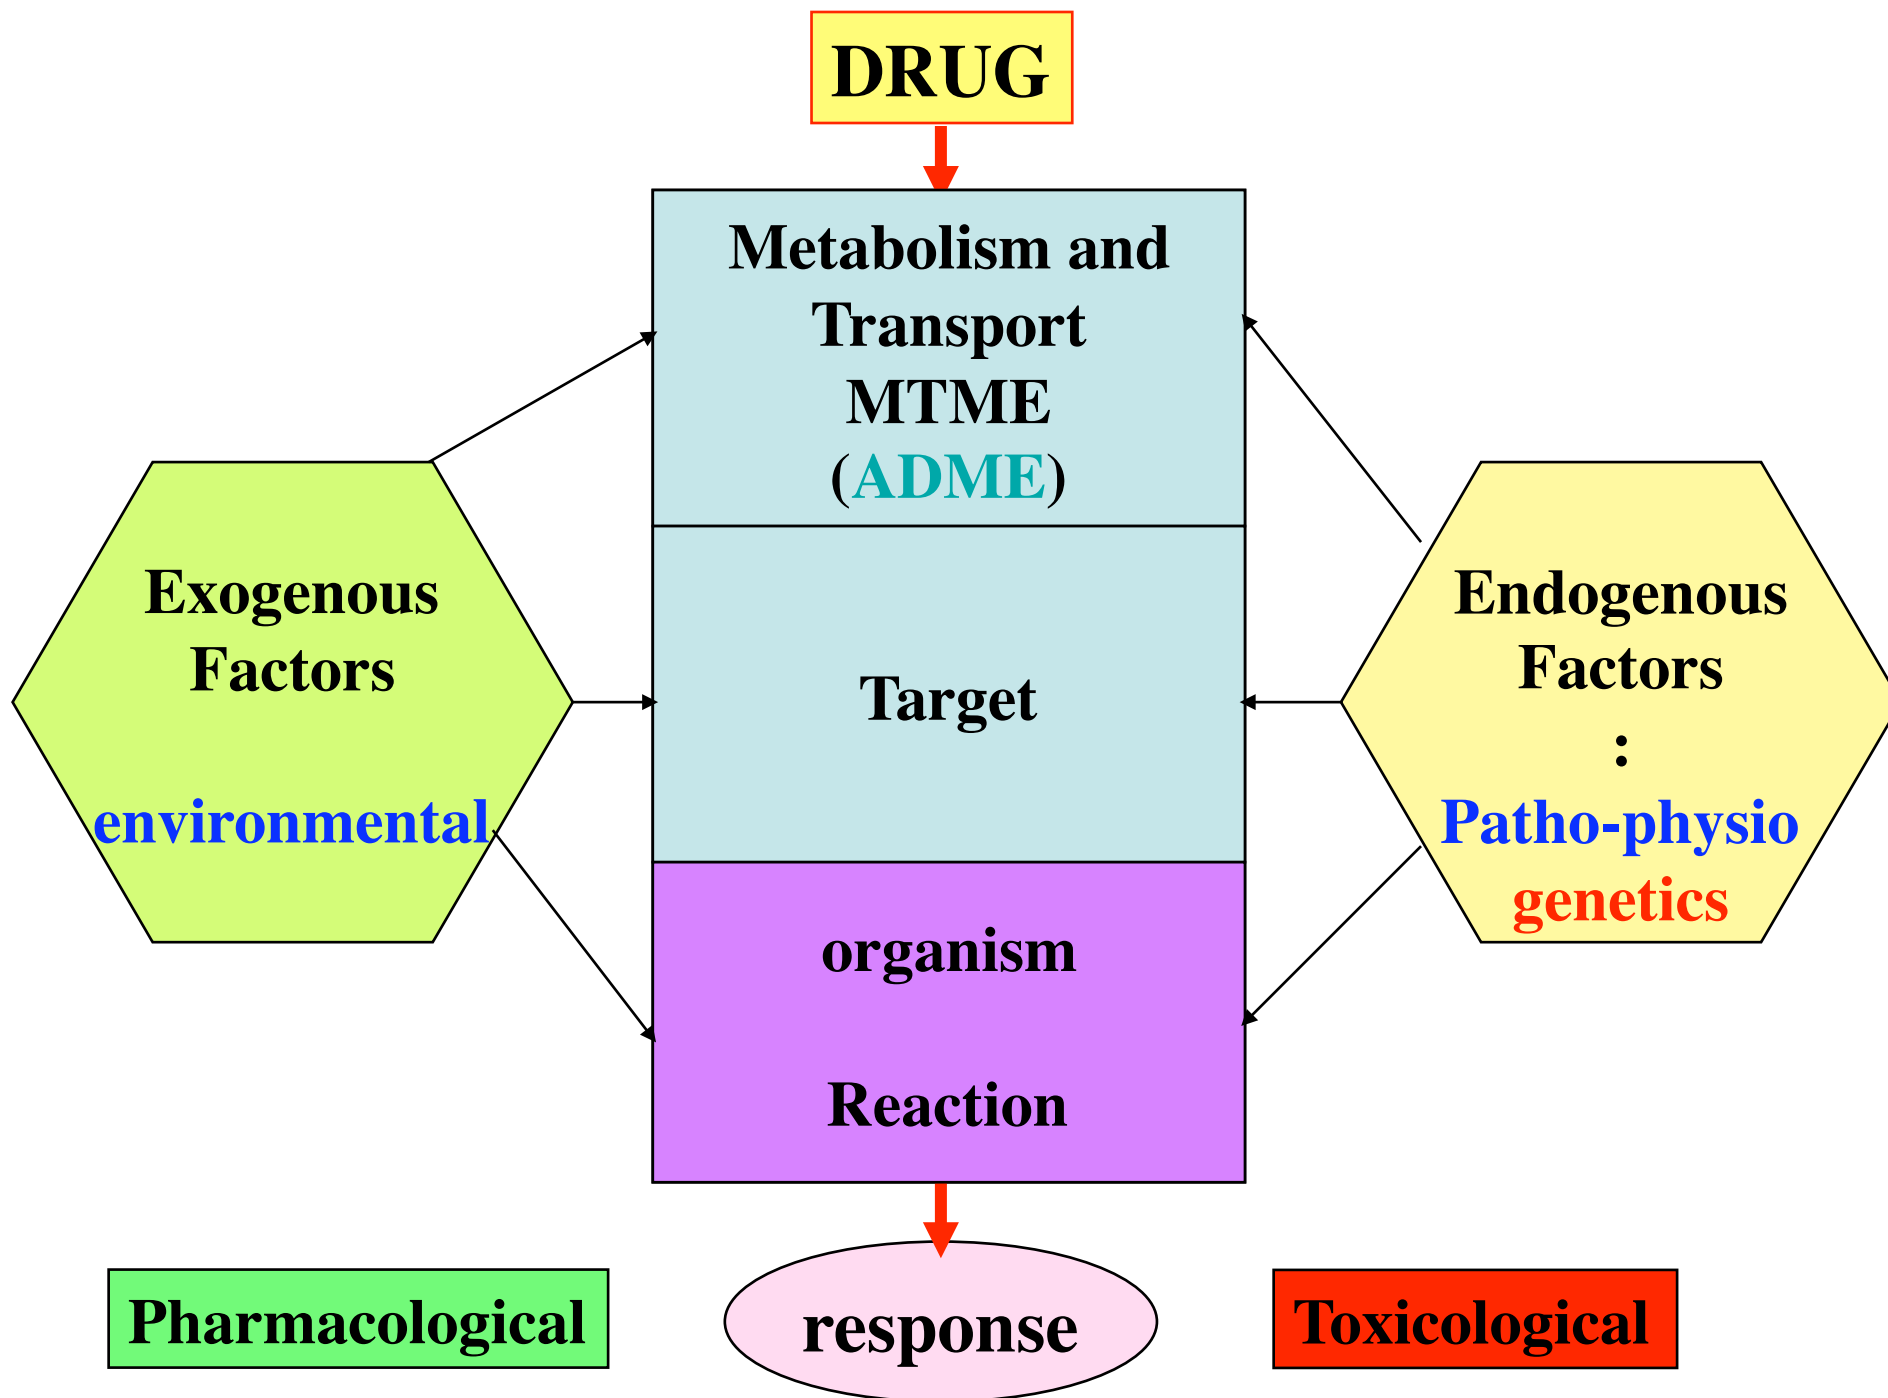 DRUG
Metabolism and
Transport
MTME
(ADME)
Exogenous
Factors
environmental
Target
Endogenous
Factors
:
Patho-physio
genetics
organism
Reaction
Pharmacological
response
Toxicological